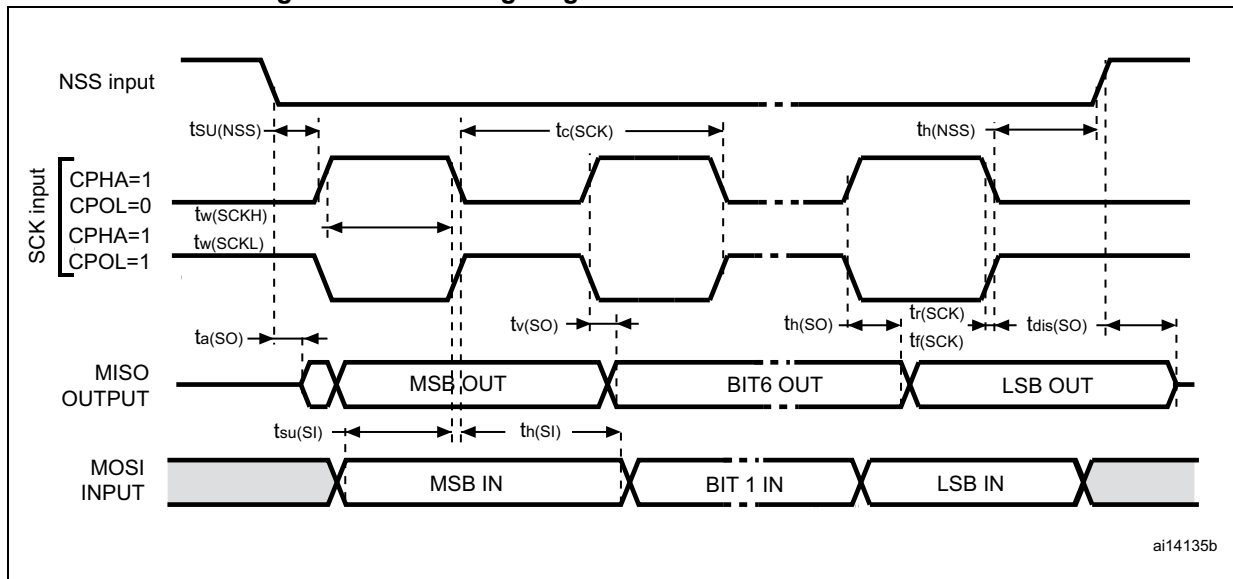 NSS input
tSU(NSS)
tc(SCK)
th(NSS)
SCK input
CPHA=1
CPOL=0
tw(SCKH)
CPHA=1
tw(SCKL)
CPOL=1
ta(SO)
tv(SO)
th(SO)
tr(SCK)
tf(SCK)
tdis(SO)
MISO
OUTPUT
MSB OUT
BIT6 OUT
LSB OUT
tsu(SI)
th(SI)
MOSI
INPUT
MSB IN
BIT 1 IN
LSB IN
ai14135b